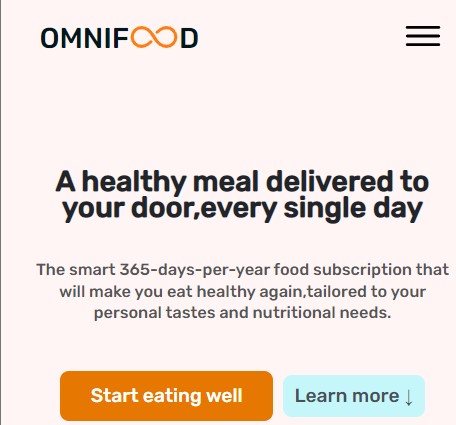 OMNIFOOD
A healthy meal delivered to
your door,every single day
The smart 365-days-per-year food subscription that
will make you eat healthy again,tailored to your
personal tastes and nutritional needs.
Start eating well
Learn more ↓